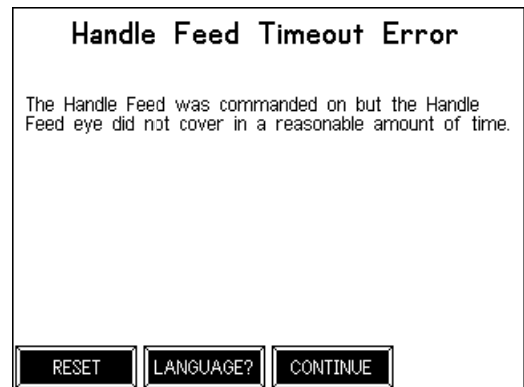 Handle Feed Timeout Error
The Handle Feed was commanded on but the Handle
Feed eye did not cover in a reasonable amount of time.
RESET LANGUAGE? CONTINUE